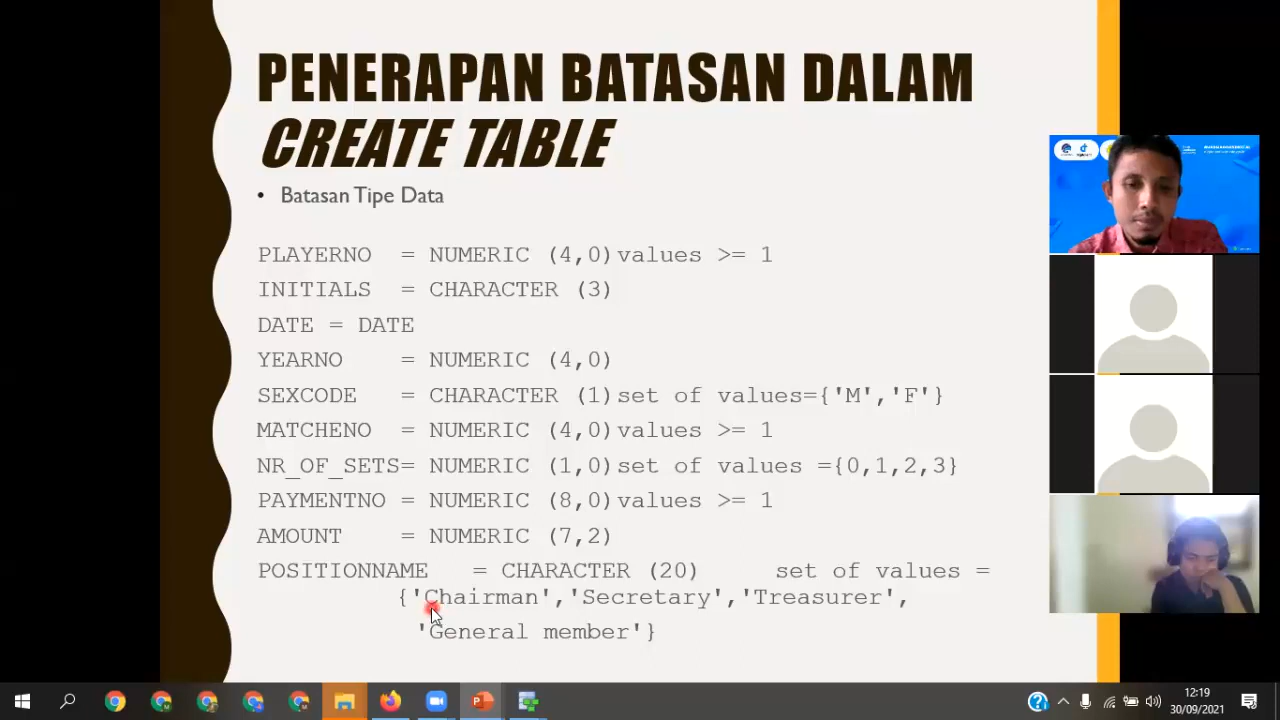 PENERAPAN BATASAN DALAM
CREATE TABLE
• Batasan Tipe Data
PLAYERNO = NUMERIC (4,0)values >= 1
INITIALS = CHARACTER (3)
DATE = DATE
YEARNO = NUMERIC (4,0)
SEXCODE = CHARACTER (1)set of values={'M','F'}
MATCHENO = NUMERIC (4,0)values >= 1
NR_OF_SETS= NUMERIC (1,0)set of values ={0,1,2,3}
PAYMENTNO = NUMERIC (8,0)values >= 1
AMOUNT = NUMERIC (7,2)
POSITIONNAME = CHARACTER (20) set of values =
{'Chairman','Secretary','Treasurer',
'General member'}
12:19
30/09/2021